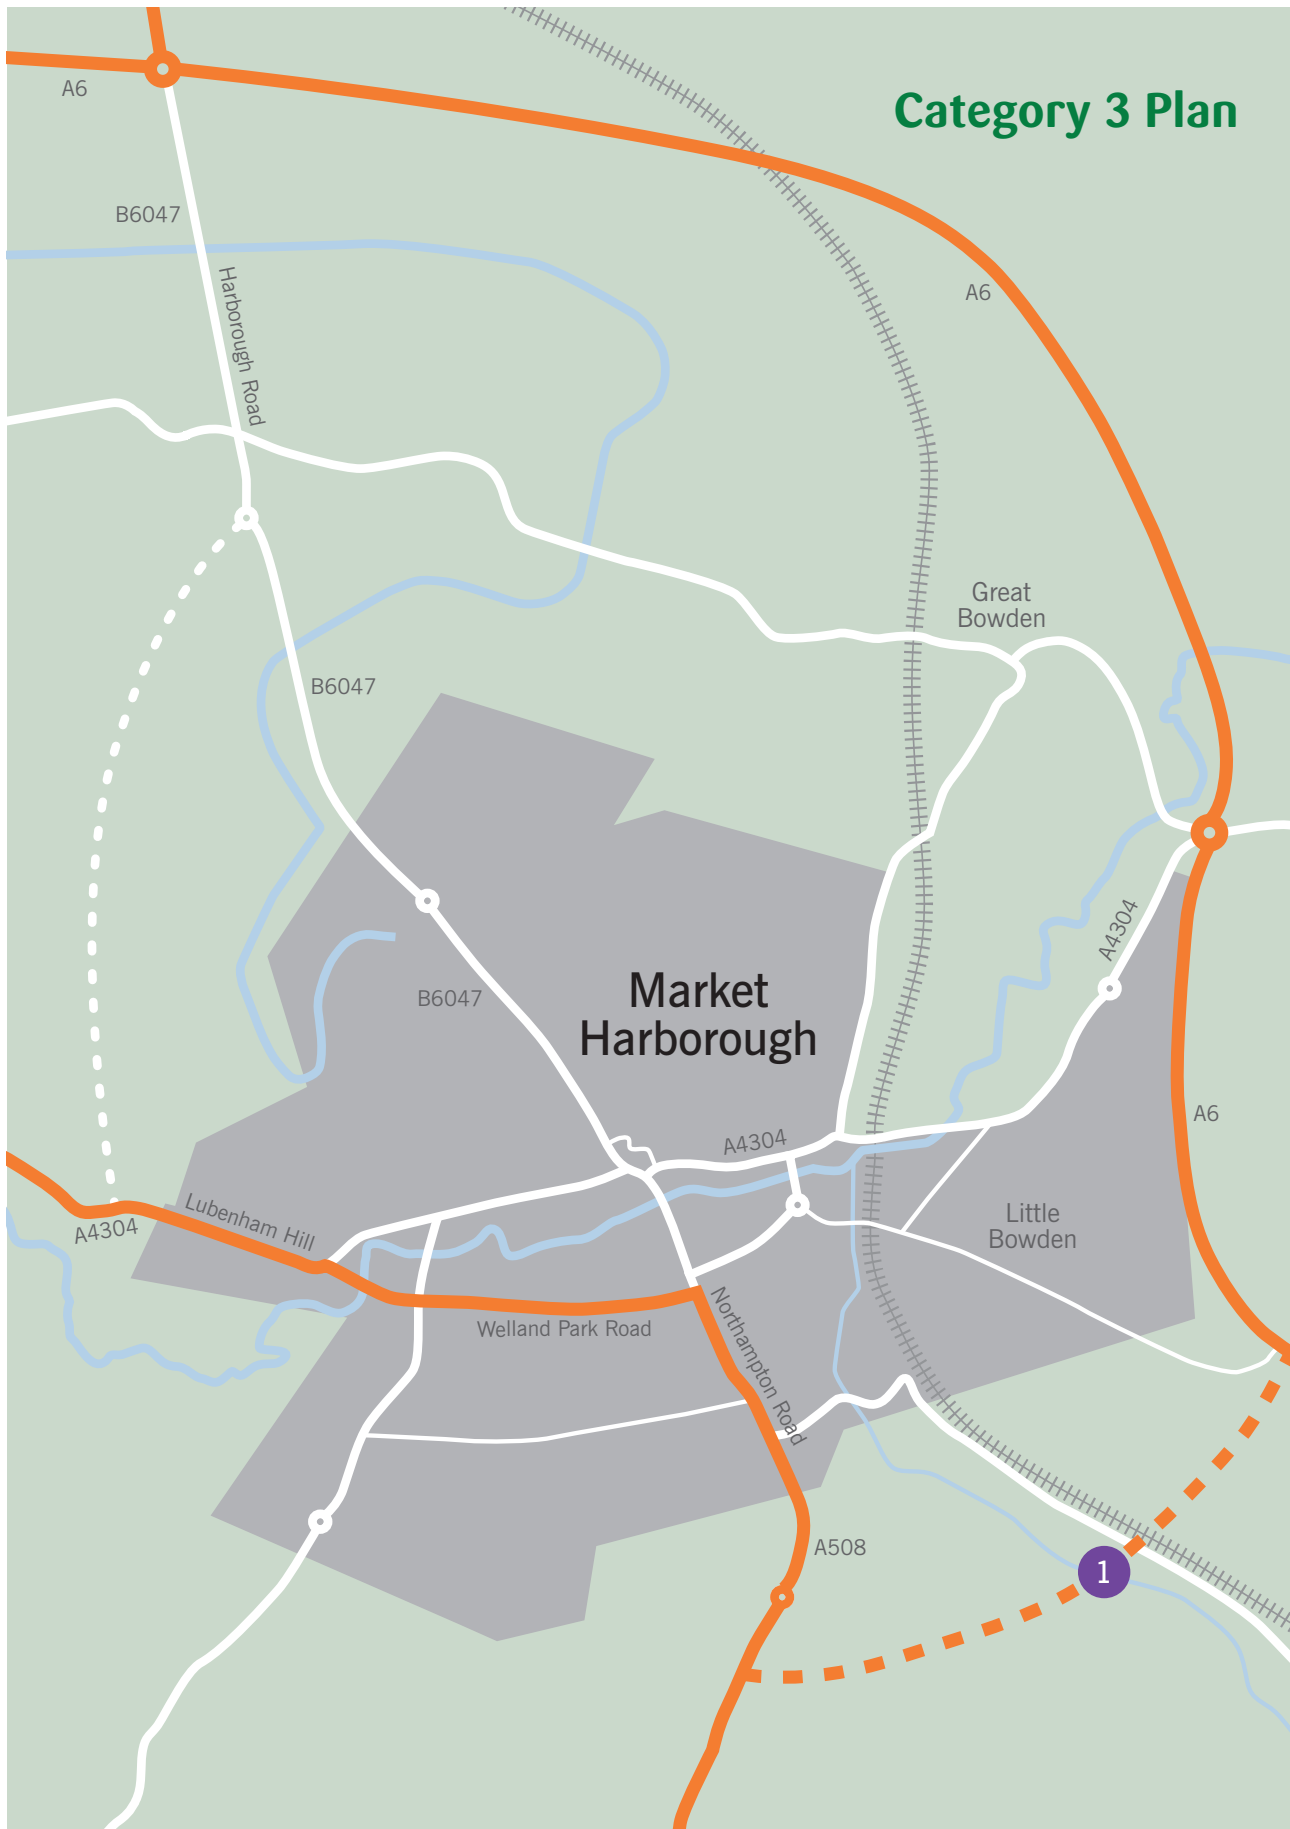 A6
Category 3 Plan
B6047
Harborough Road
A6
Great
Bowden
B6047
A4304
Market
Harborough
B6047
A6
A4304
Lubenham Hill
A4304
Little
Bowden
Northampton Road
Welland Park Road
A508
1